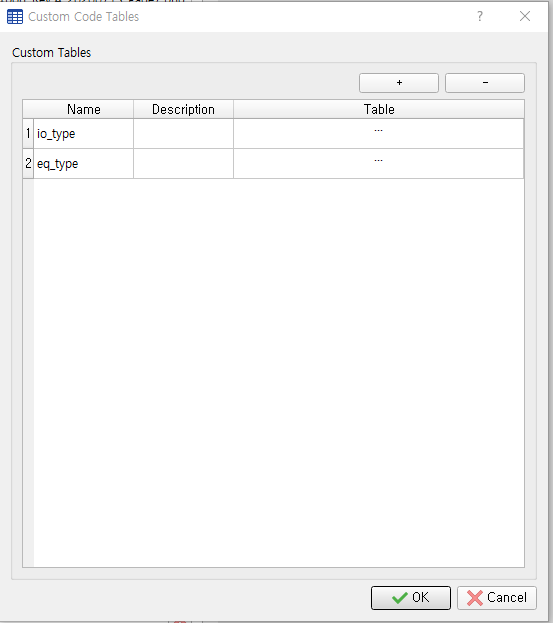 Custom Code Tables ?
Custom Tables
+ -
Name Description Table
1 io_type ...
2 eq_type ...
OK Cancel